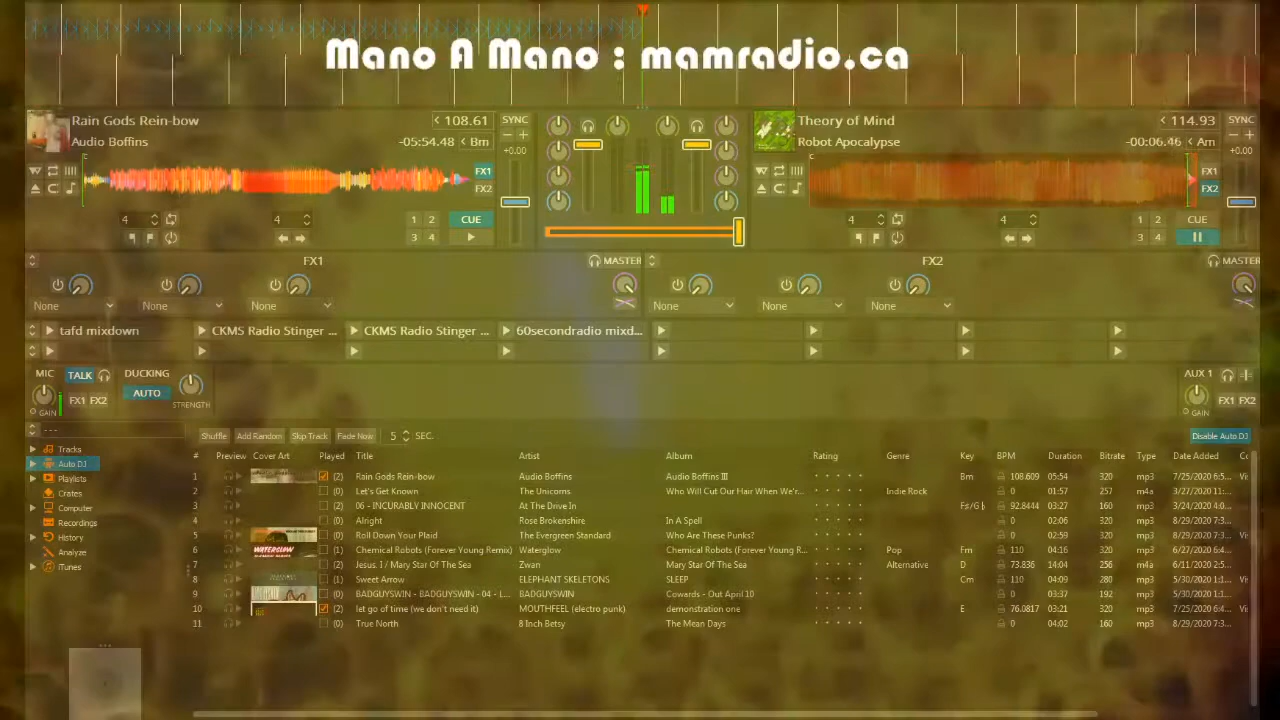 Mano A Mano : mamradio.ca
Rain Gods Rein-bow
108.61
SYNC
Audio Boffins
-05:54.48
Bm
+0.00
FX1
FX2
4
4
1 2
3 4
CUE
Theory of Mind
114.93
SYNC
Robot Apocalypse
-00:06.46
Am
+0.00
FX1
FX2
4
4
1 2
3 4
CUE
FX1
MASTER
FX2
MASTER
None None None
None None None
tafd mixdown
CKMS Radio Stinger ...
CKMS Radio Stinger ...
60secondradio mixd...
MIC TALK
DUCKING
AUTO
GAIN FX1 FX2
STRENGTH
AUX 1
GAIN FX1 FX2
---
Shuffle Add Random Skip Track Fade Now 5 SEC. Disable Auto DJ
Tracks
Auto DJ
Playlists
Crates
Computer
Recordings
History
Analyze
iTunes
# Preview Cover Art Played Title Artist Album Rating Genre Key BPM Duration Bitrate Type Date Added Co
1 (2) Rain Gods Rein-bow Audio Boffins Audio Boffins III Bm 108.609 05:54 320 mp3 7/25/2020 6:4... Vi
2 (0) Let's Get Known The Unicorns Who Will Cut Our Hair When We'r... Indie Rock 0 01:57 257 m4a 3/27/2020 11:...
3 (2) 06 - INCURABLY INNOCENT At The Drive In F♯/G♭ 92.8444 03:27 160 mp3 3/24/2020 4:0...
4 (0) Alright Rose Brokenshire In A Spell 0 02:06 320 mp3 8/29/2020 7:3...
5 (0) Roll Down Your Plaid The Evergreen Standard Who Are These Punks? 0 02:59 320 mp3 8/29/2020 7:3... Vi
6 (1) Chemical Robots (Forever Young Remix) Waterglow Chemical Robots (Forever Young R... Pop Fm 110 04:16 320 mp3 6/27/2020 6:4...
7 (2) Jesus. I / Mary Star Of The Sea Zwan Mary Star Of The Sea Alternative D 73.836 14:04 256 m4a 6/11/2020 2:5...
8 (1) Sweet Arrow ELEPHANT SKELETONS SLEEP Cm 110 04:09 280 mp3 5/30/2020 1:1...
9 (0) BADGUYSWIN - BADGUYSWIN - 04 - L... BADGUYSWIN Cowards - Out April 10 0 03:37 192 mp3 5/30/2020 1:1... Vi
10 (2) let go of time (we don't need it) MOUTHFEEL (electro punk) demonstration one E 76.0817 03:21 320 mp3 7/25/2020 6:4... Vi
11 (0) True North 8 Inch Betsy The Mean Days 0 04:02 160 mp3 8/29/2020 7:3...
WATERGLOW